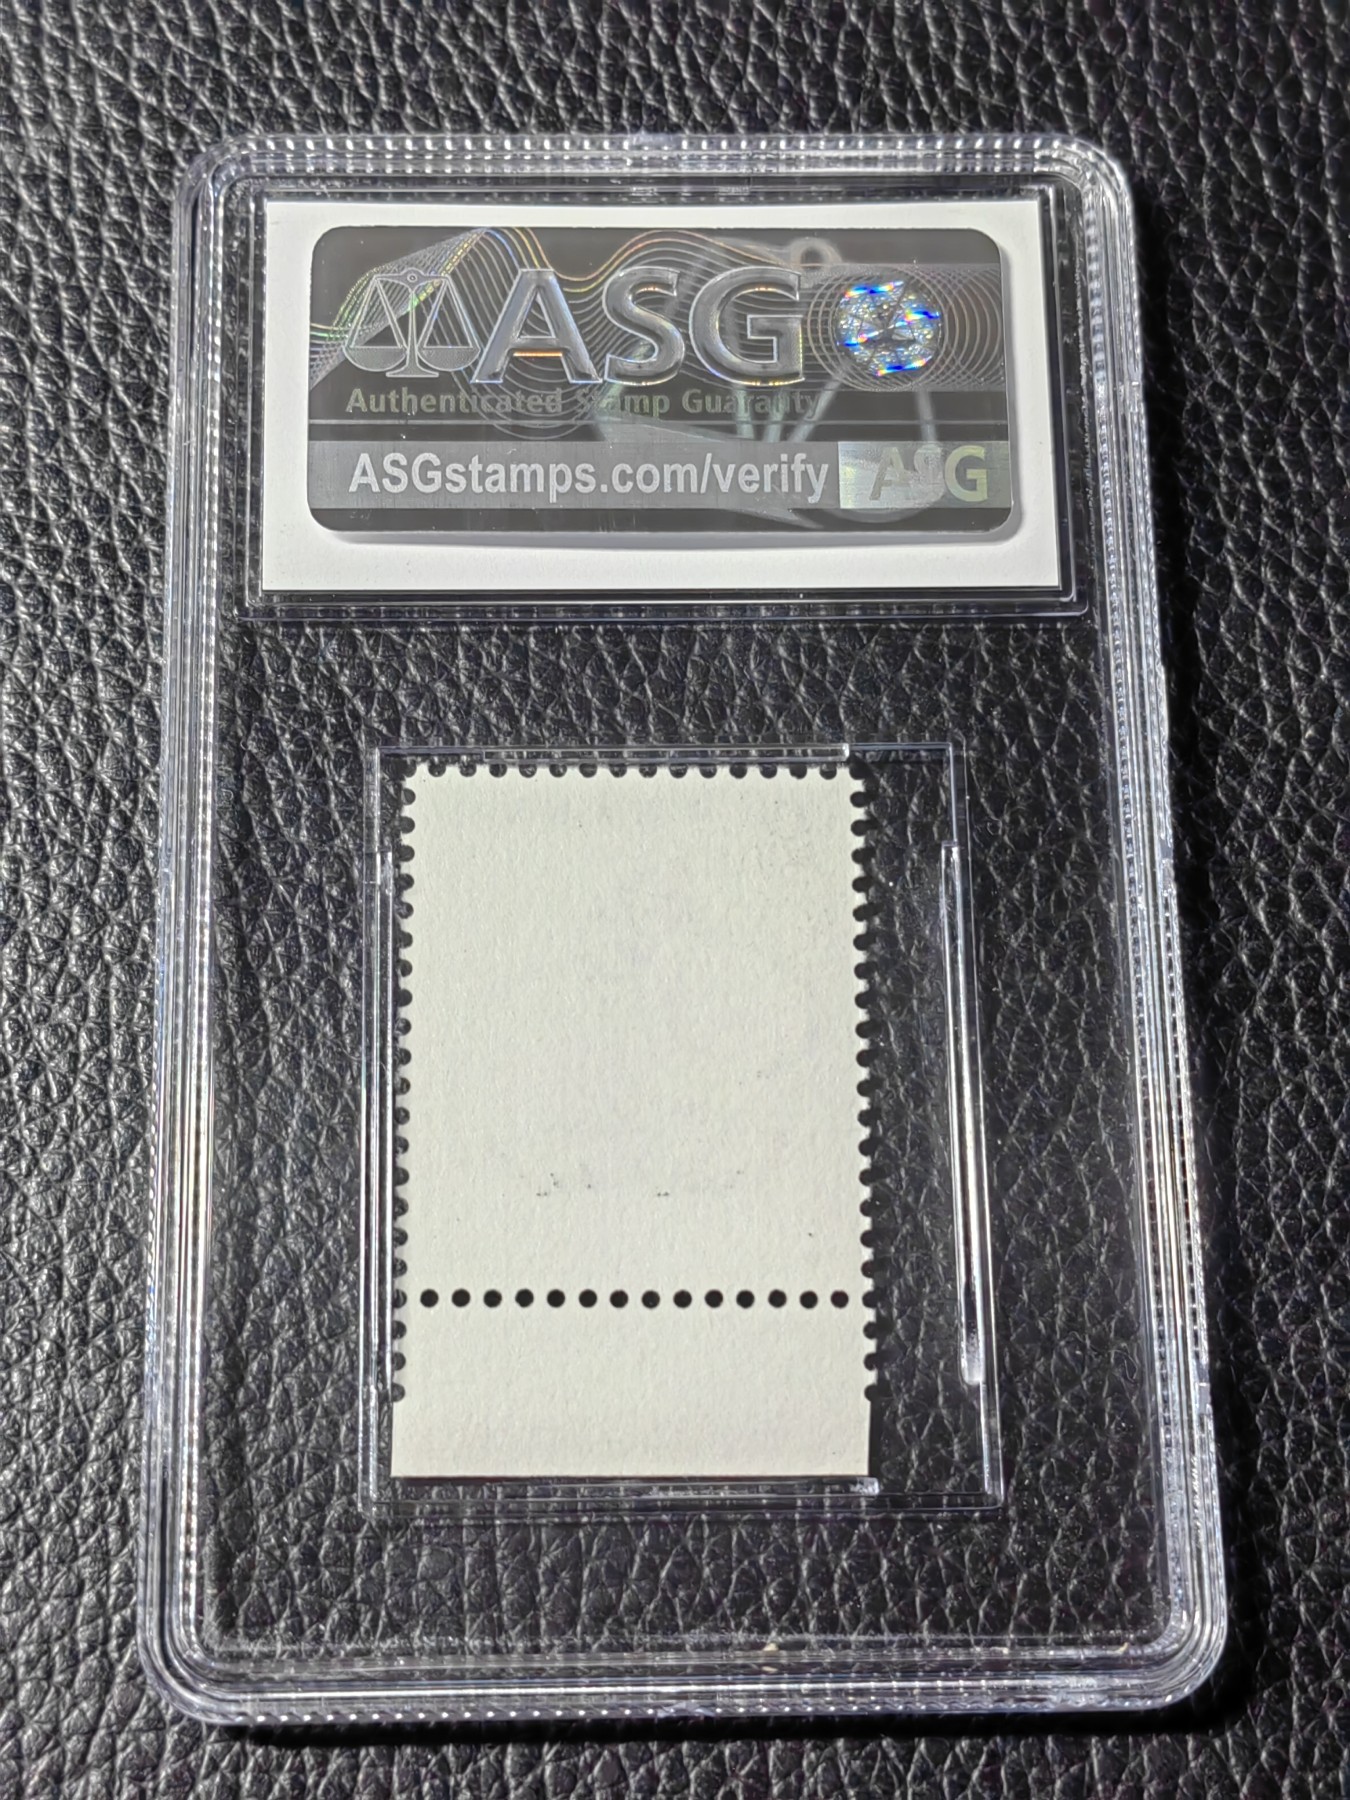 ASG
Authenticated Stamp Guaranty
ASGstamps.com/verify ASG